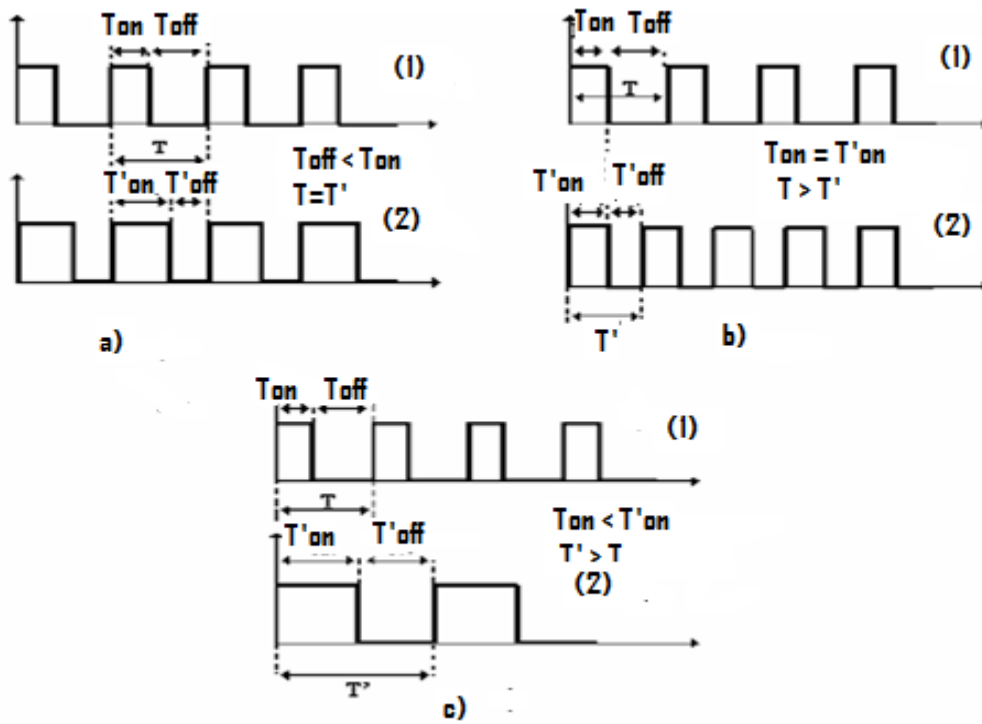 Ton Toff
(1)
T
Toff < Ton
T=T'
T'on T'off
(2)
a)
Ton Toff
(1)
T
Ton = T'on
T > T'
T'on T'off
(2)
T'
b)
Ton Toff
(1)
T
Ton < T'on
T' > T
T'on T'off
(2)
T'
c)